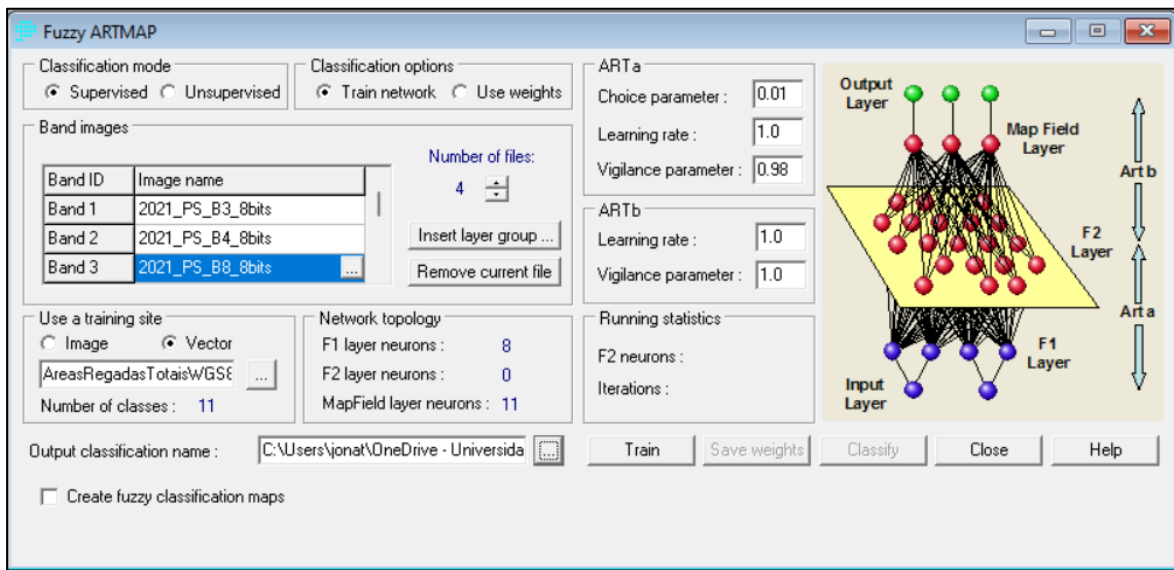 Fuzzy ARTMAP
Classification mode
Supervised Unsupervised
Classification options
Train network Use weights
Band images
Band ID Image name
Band 1 2021_PS_B3_8bits
Band 2 2021_PS_B4_8bits
Band 3 2021_PS_B8_8bits ...
Number of files:
4
Insert layer group ...
Remove current file
Use a training site
Image Vector
AreasRegadasTotaisWGS8 ...
Number of classes : 11
Network topology
F1 layer neurons : 8
F2 layer neurons : 0
MapField layer neurons : 11
ARTa
Choice parameter : 0.01
Learning rate : 1.0
Vigilance parameter : 0.98
ARTb
Learning rate : 1.0
Vigilance parameter : 1.0
Running statistics
F2 neurons :
Iterations :
Output
Layer
Map Field
Layer
Art b
F2
Layer
Art a
F1
Layer
Input
Layer
Output classification name : C:\Users\jonat\OneDrive - Universida ...
Train Save weights Classify Close Help
Create fuzzy classification maps